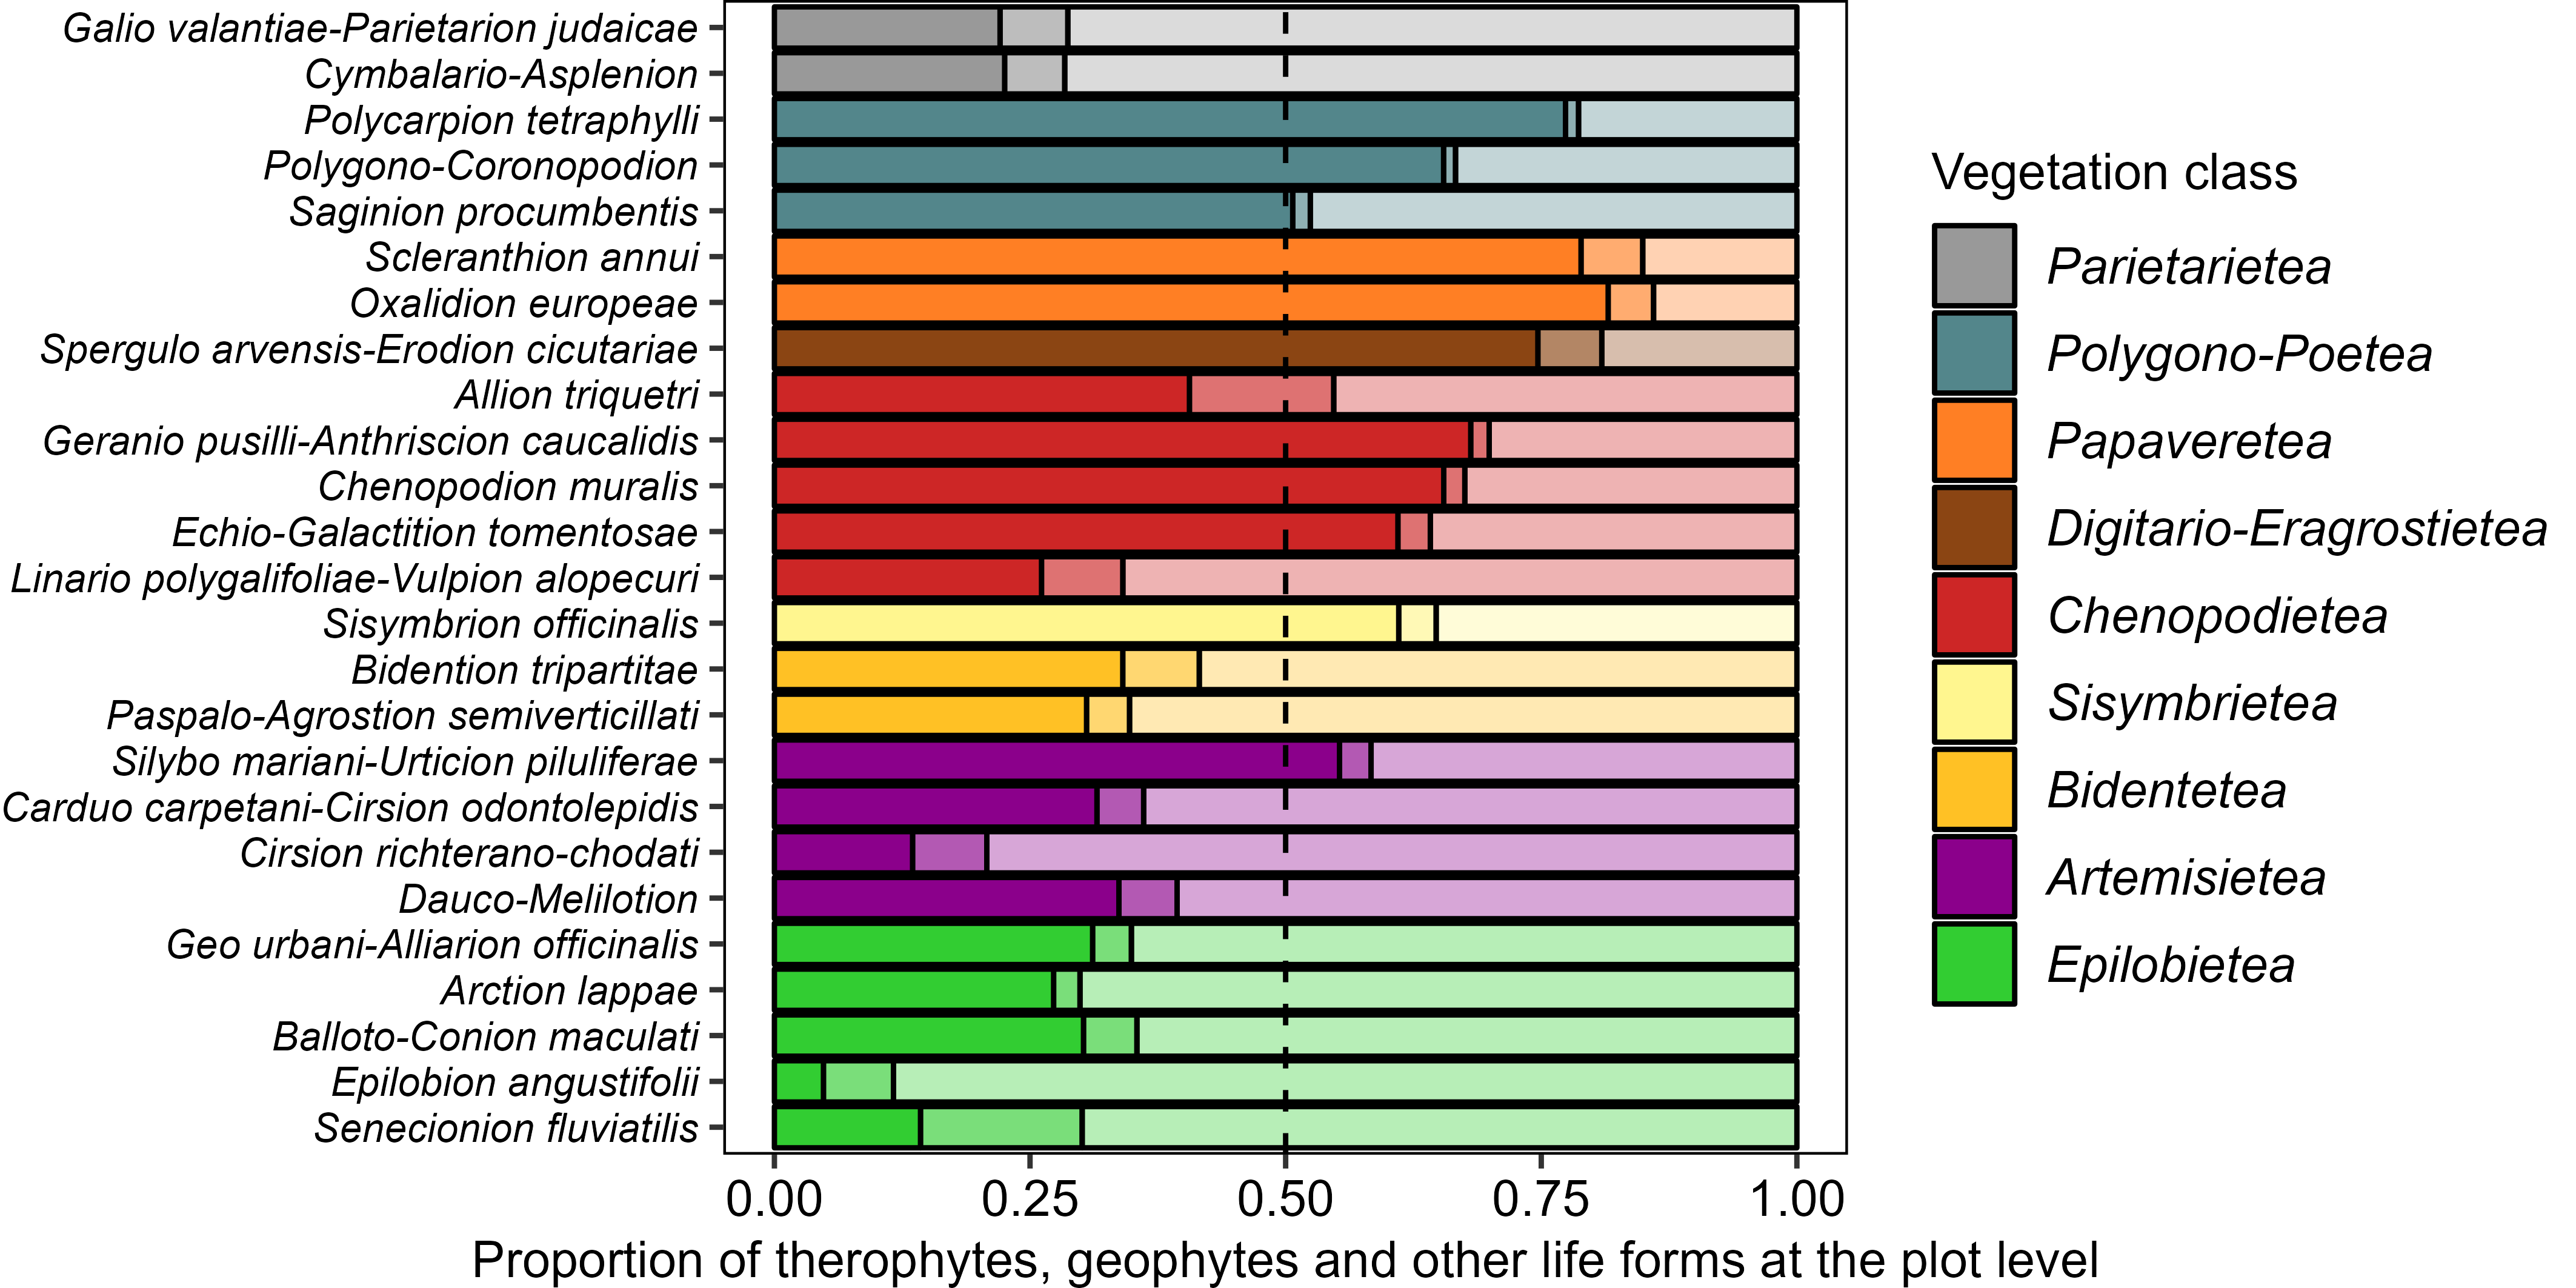 Galio valantiae-Parietarion judaicae
Cymbalario-Asplenion
Polycarpion tetraphylli
Polygono-Coronopodion
Saginion procumbentis
Scleranthion annui
Oxalidion europeae
Spergulo arvensis-Erodion cicutariae
Allion triquetri
Geranio pusilli-Anthriscion caucalidis
Chenopodion muralis
Echio-Galactition tomentosae
Linario polygalifoliae-Vulpion alopecuri
Sisymbrion officinalis
Bidention tripartitae
Paspalo-Agrostion semiverticillati
Silybo mariani-Urticion piluliferae
Carduo carpetani-Cirsion odontolepidis
Cirsion richterano-chodati
Dauco-Melilotion
Geo urbani-Alliarion officinalis
Arction lappae
Balloto-Conion maculati
Epilobion angustifolii
Senecionion fluviatilis
0.00 0.25 0.50 0.75 1.00
Proportion of therophytes, geophytes and other life forms at the plot level
Vegetation class
Parietarietea
Polygono-Poetea
Papaveretea
Digitario-Eragrostietea
Chenopodietea
Sisymbrietea
Bidentetea
Artemisietea
Epilobietea